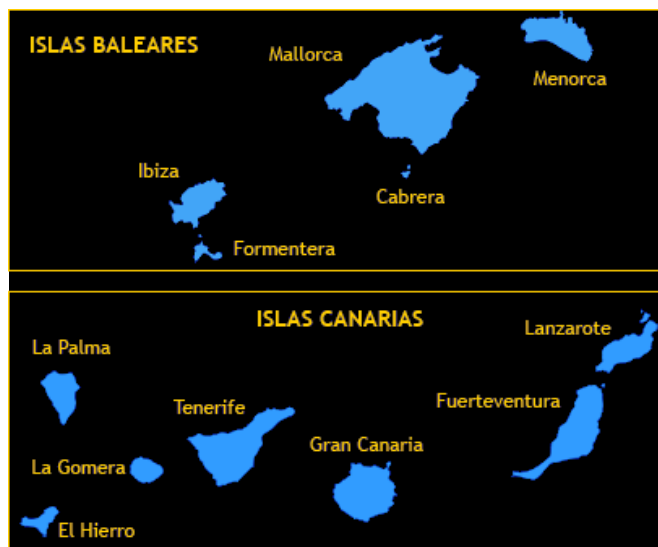 ISLAS BALEARES
Mallorca
Menorca
Ibiza
Cabrera
Formentera
ISLAS CANARIAS
Lanzarote
La Palma
Fuerteventura
Tenerife
Gran Canaria
La Gomera
El Hierro